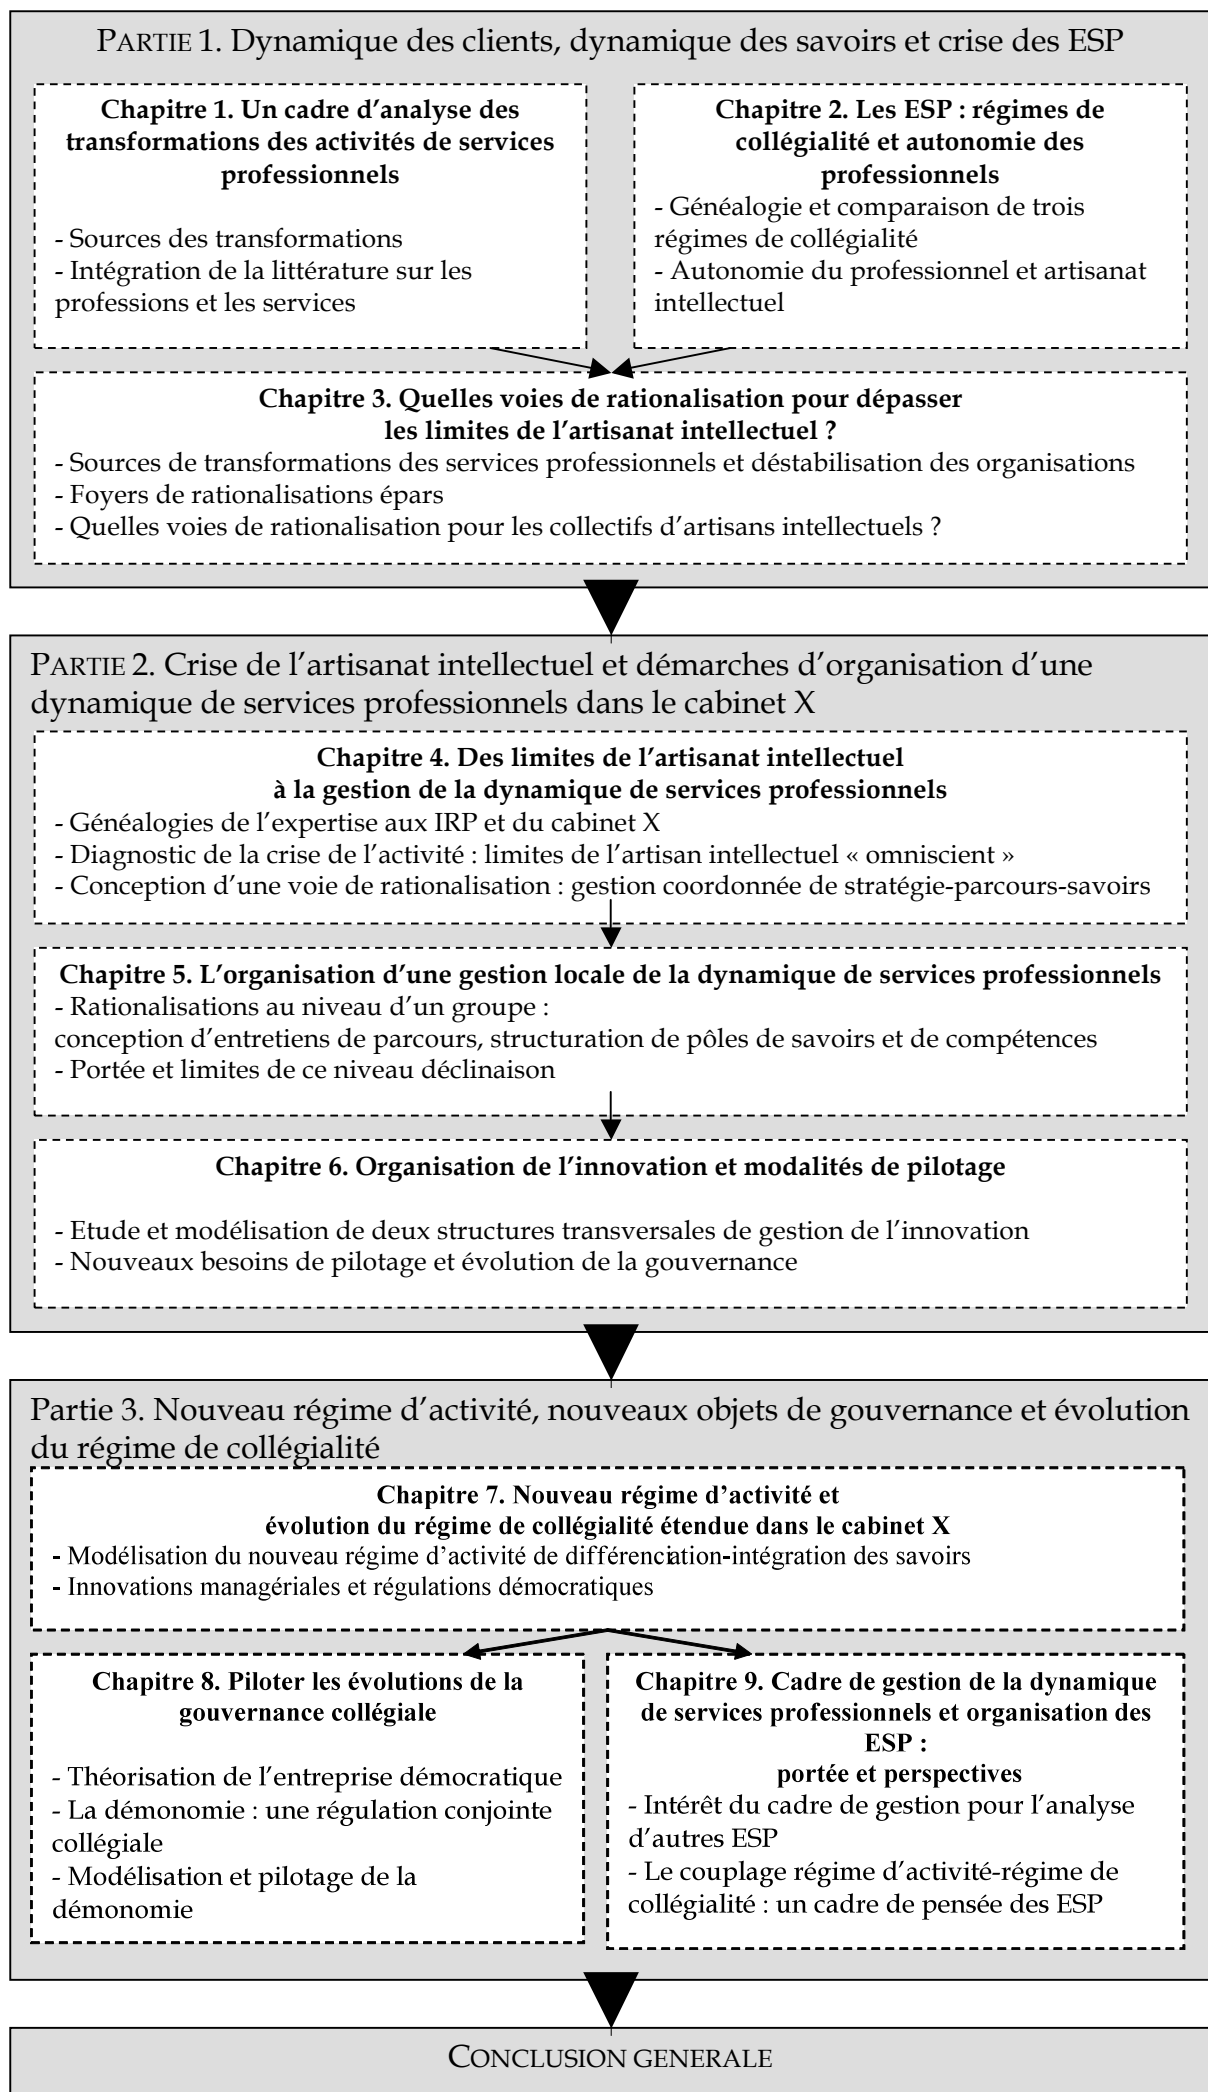 PARTIE 1. Dynamique des clients, dynamique des savoirs et crise des ESP
Chapitre 1. Un cadre d’analyse des
transformations des activités de services
professionnels
- Sources des transformations
- Intégration de la littérature sur les
professions et les services
Chapitre 2. Les ESP : régimes de
collégialité et autonomie des
professionnels
- Généalogie et comparaison de trois
régimes de collégialité
- Autonomie du professionnel et artisanat
intellectuel
Chapitre 3. Quelles voies de rationalisation pour dépasser
les limites de l’artisanat intellectuel ?
- Sources de transformations des services professionnels et déstabilisation des organisations
- Foyers de rationalisations épars
- Quelles voies de rationalisation pour les collectifs d’artisans intellectuels ?
PARTIE 2. Crise de l’artisanat intellectuel et démarches d’organisation d’une
dynamique de services professionnels dans le cabinet X
Chapitre 4. Des limites de l’artisanat intellectuel
à la gestion de la dynamique de services professionnels
- Généalogies de l’expertise aux IRP et du cabinet X
- Diagnostic de la crise de l’activité : limites de l’artisan intellectuel « omniscient »
- Conception d’une voie de rationalisation : gestion coordonnée de stratégie-parcours-savoirs
Chapitre 5. L’organisation d’une gestion locale de la dynamique de services professionnels
- Rationalisations au niveau d’un groupe :
conception d’entretiens de parcours, structuration de pôles de savoirs et de compétences
- Portée et limites de ce niveau déclinaison
Chapitre 6. Organisation de l’innovation et modalités de pilotage
- Etude et modélisation de deux structures transversales de gestion de l’innovation
- Nouveaux besoins de pilotage et évolution de la gouvernance
Partie 3. Nouveau régime d’activité, nouveaux objets de gouvernance et évolution
du régime de collégialité
Chapitre 7. Nouveau régime d’activité et
évolution du régime de collégialité étendue dans le cabinet X
- Modélisation du nouveau régime d’activité de différenciation-intégration des savoirs
- Innovations managériales et régulations démocratiques
Chapitre 8. Piloter les évolutions de la
gouvernance collégiale
- Théorisation de l’entreprise démocratique
- La démonomie : une régulation conjointe
collégiale
- Modélisation et pilotage de la
démonomie
Chapitre 9. Cadre de gestion de la dynamique
de services professionnels et organisation des
ESP :
portée et perspectives
- Intérêt du cadre de gestion pour l’analyse
d’autres ESP
- Le couplage régime d’activité-régime de
collégialité : un cadre de pensée des ESP
CONCLUSION GENERALE